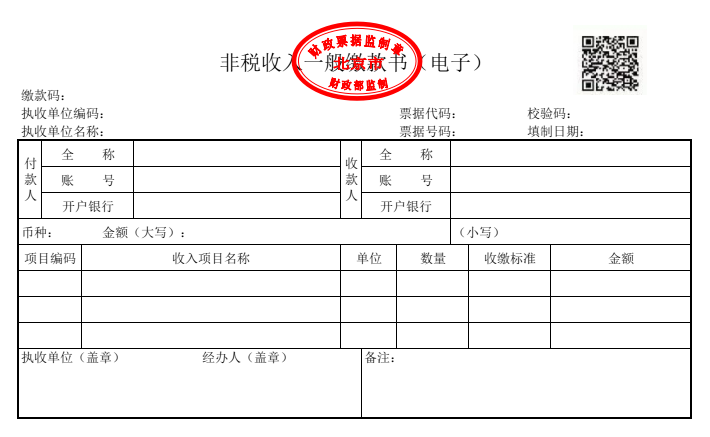 财政票据监制章
非税收入一般缴款书（电子）
北京市
财政部监制
缴款码：
执收单位编码： 票据代码： 校验码：
执收单位名称： 票据号码： 填制日期：
付款人 全 称 收款人 全 称
账 号 账 号
开户银行 开户银行
币种： 金额（大写）： （小写）
项目编码 收入项目名称 单位 数量 收缴标准 金额
执收单位（盖章） 经办人（盖章） 备注：